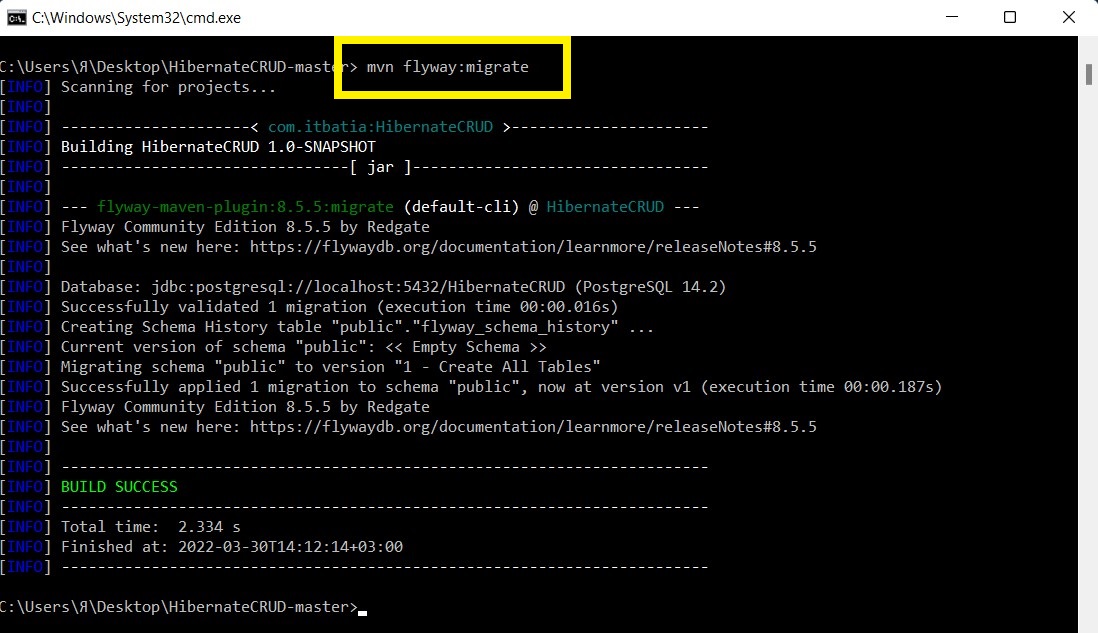 C:\Windows\System32\cmd.exe
C:\Users\Я\Desktop\HibernateCRUD-master> mvn flyway:migrate
[INFO] Scanning for projects...
[INFO]
[INFO] ---------------------< com.itbatia:HibernateCRUD >----------------------
[INFO] Building HibernateCRUD 1.0-SNAPSHOT
[INFO] --------------------------------[ jar ]---------------------------------
[INFO]
[INFO] --- flyway-maven-plugin:8.5.5:migrate (default-cli) @ HibernateCRUD ---
[INFO] Flyway Community Edition 8.5.5 by Redgate
[INFO] See what's new here: https://flywaydb.org/documentation/learnmore/releaseNotes#8.5.5
[INFO]
[INFO] Database: jdbc:postgresql://localhost:5432/HibernateCRUD (PostgreSQL 14.2)
[INFO] Successfully validated 1 migration (execution time 00:00.016s)
[INFO] Creating Schema History table "public"."flyway_schema_history" ...
[INFO] Current version of schema "public": << Empty Schema >>
[INFO] Migrating schema "public" to version "1 - Create All Tables"
[INFO] Successfully applied 1 migration to schema "public", now at version v1 (execution time 00:00.187s)
[INFO] Flyway Community Edition 8.5.5 by Redgate
[INFO] See what's new here: https://flywaydb.org/documentation/learnmore/releaseNotes#8.5.5
[INFO]
[INFO] ------------------------------------------------------------------------
[INFO] BUILD SUCCESS
[INFO] ------------------------------------------------------------------------
[INFO] Total time:  2.334 s
[INFO] Finished at: 2022-03-30T14:12:14+03:00
[INFO] ------------------------------------------------------------------------
C:\Users\Я\Desktop\HibernateCRUD-master>